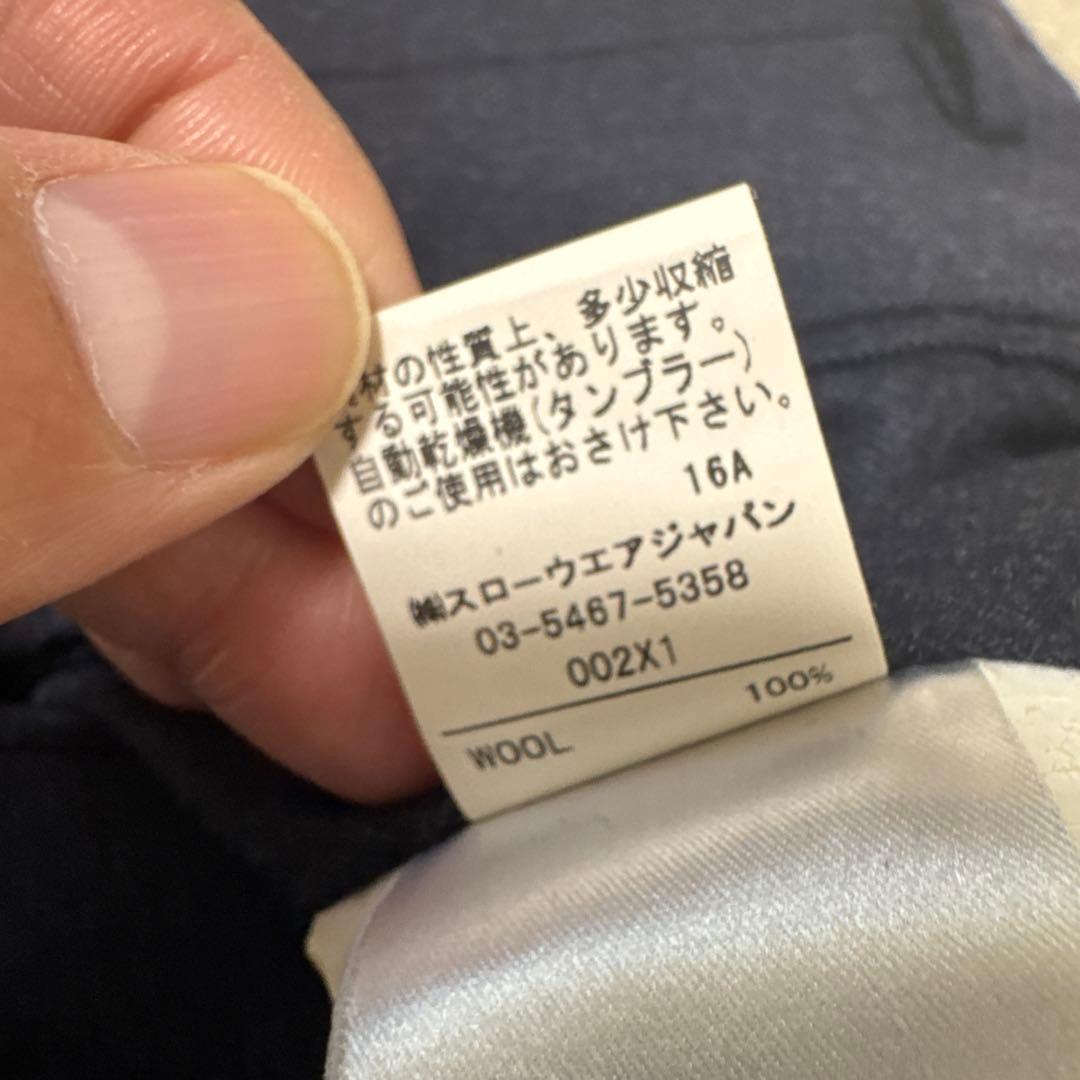 材の性質上、多少収縮
する可能性があります。
自動乾燥機(タンブラー)
のご使用はおさけ下さい。
16A
㈱スローウエアジャパン
03-5467-5358
002X1
100%
WOOL